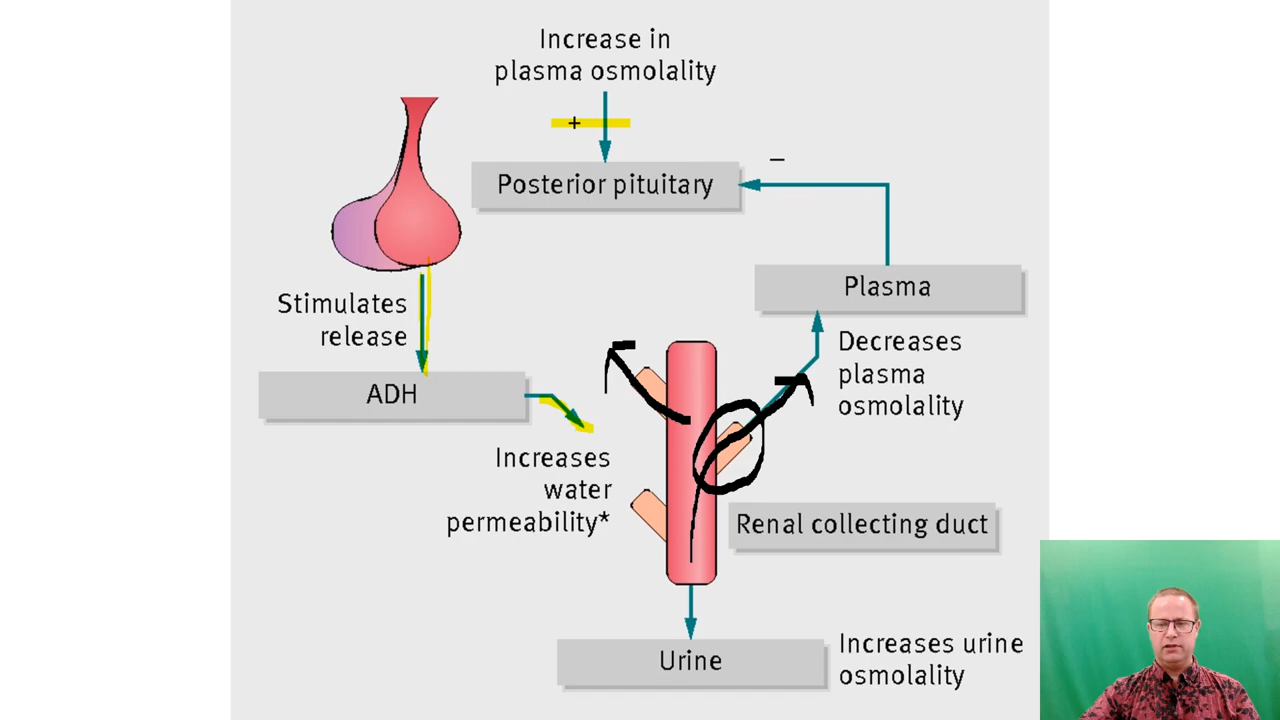 Increase in
plasma osmolality
+
Posterior pituitary
–
Plasma
Stimulates
release
Decreases
plasma
osmolality
ADH
Increases
water
permeability*
Renal collecting duct
Urine
Increases urine
osmolality